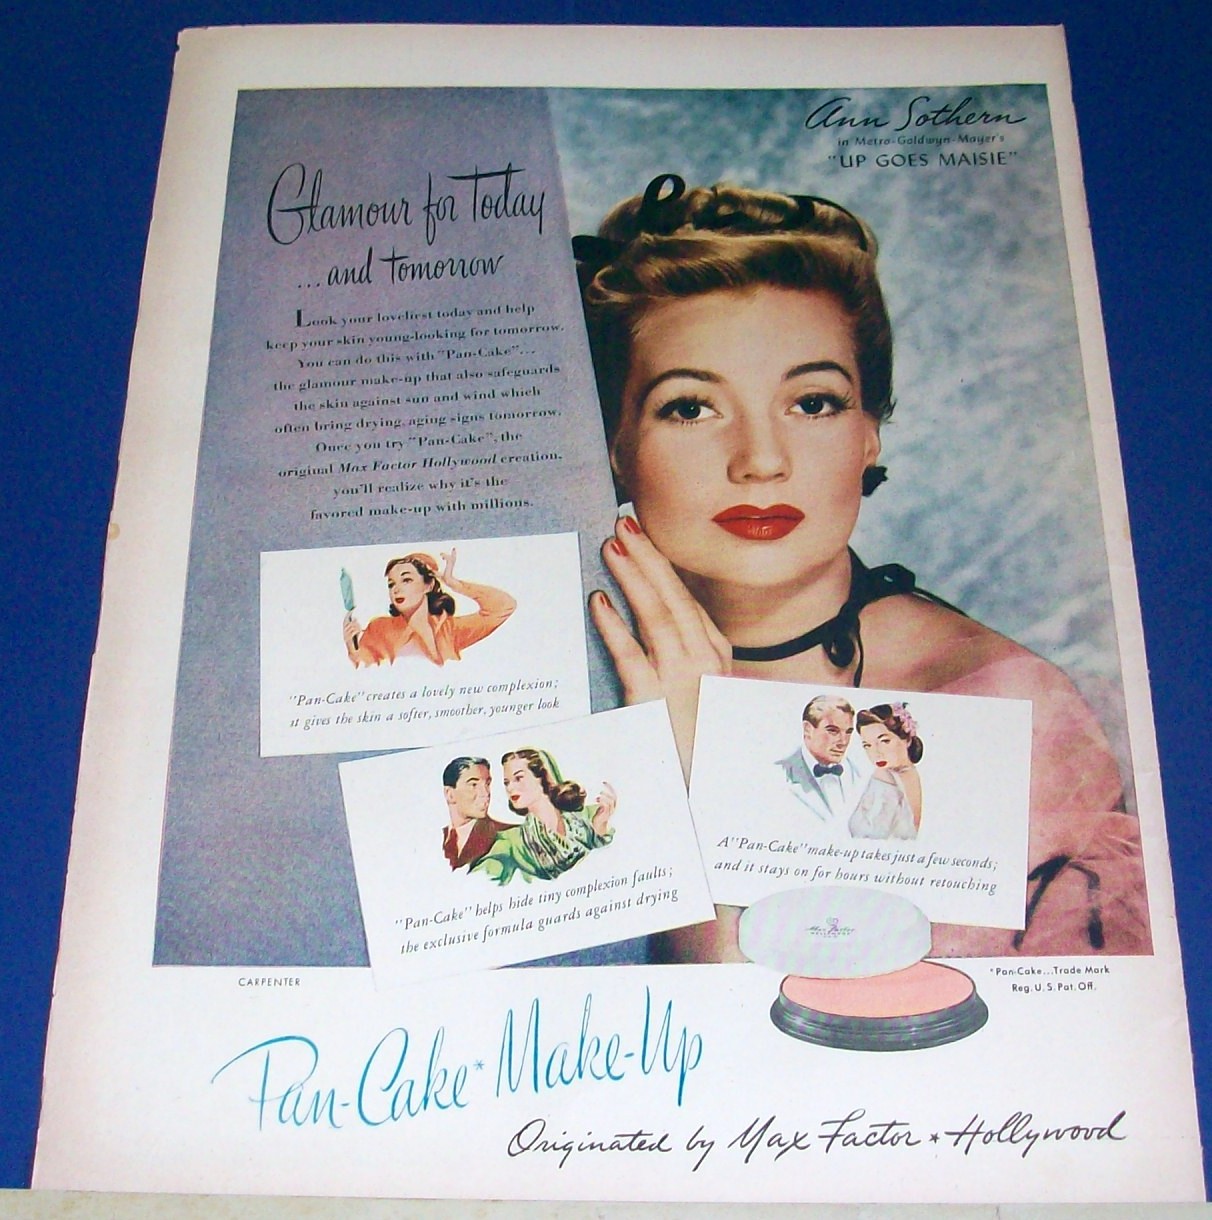 Ann Sothern
in Metro-Goldwyn-Mayer's
"UP GOES MAISIE"
Glamour for Today
...and Tomorrow
Look your loveliest today and help
keep your skin young-looking for tomorrow.
You can do this with "Pan-Cake"...
the glamour make-up that also safeguards
the skin against sun and wind which
often bring drying, aging signs tomorrow.
Once you try "Pan-Cake", the
original Max Factor Hollywood creation,
you'll realize why it's the
favored make-up with millions.
"Pan-Cake" creates a lovely new complexion;
it gives the skin a softer, smoother, younger look
"Pan-Cake" helps hide tiny complexion faults;
the exclusive formula guards against drying
A "Pan-Cake" make-up takes just a few seconds;
and it stays on for hours without retouching
Max Factor
HOLLYWOOD
CARPENTER
*Pan-Cake...Trade Mark
Reg. U. S. Pat. Off.
Pan-Cake* Make-Up
Originated by Max Factor * Hollywood